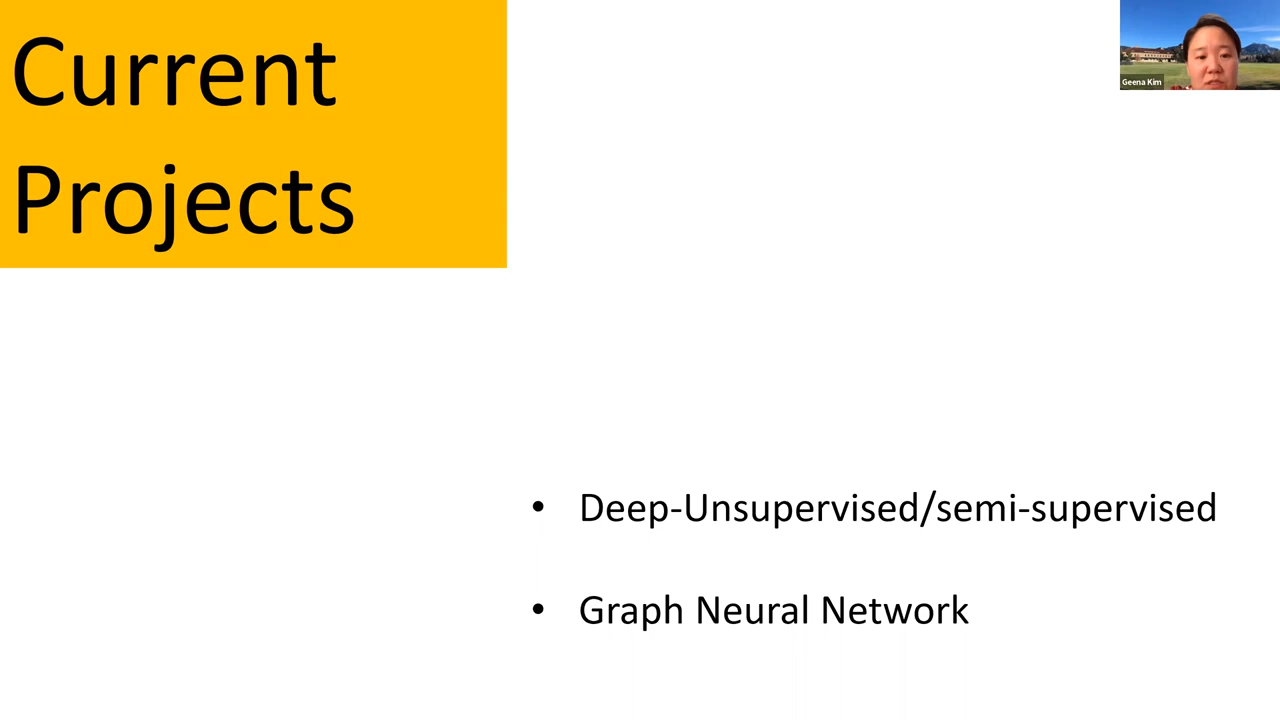 Current
Projects
Geena Kim
• Deep-Unsupervised/semi-supervised
• Graph Neural Network